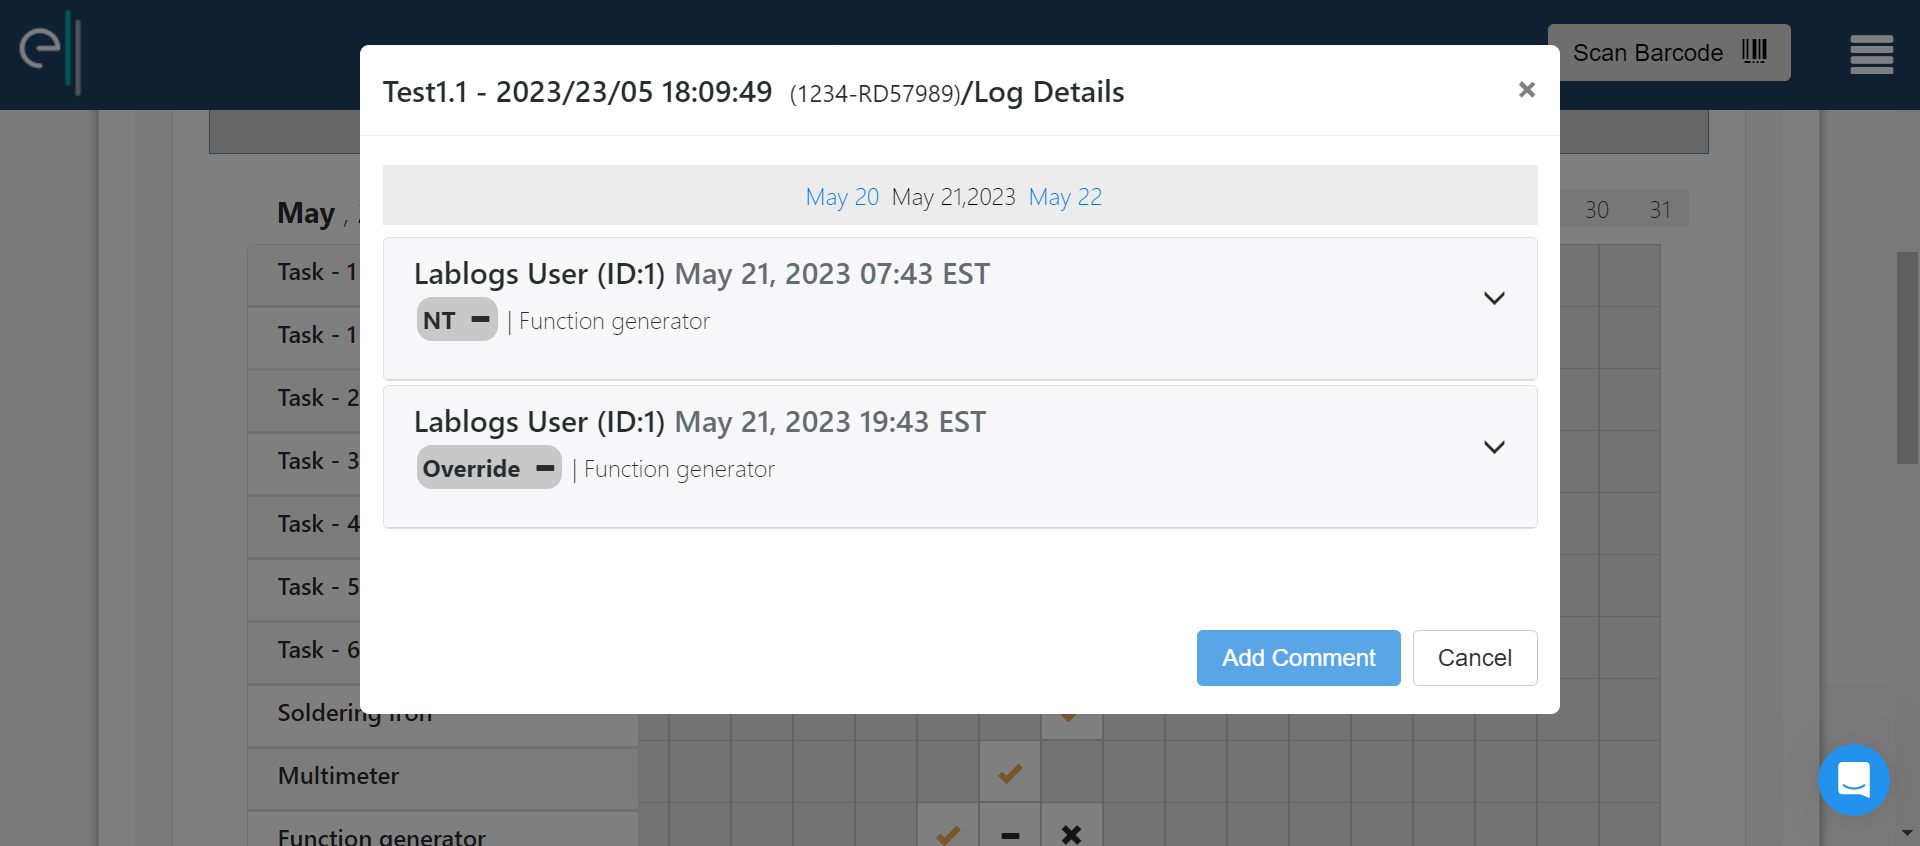 ell
Scan Barcode
Test1.1 - 2023/23/05 18:09:49 (1234-RD57989)/Log Details
×
May 20 May 21,2023 May 22
May ,
30 31
Lablogs User (ID:1) May 21, 2023 07:43 EST
NT – | Function generator
Lablogs User (ID:1) May 21, 2023 19:43 EST
Override – | Function generator
Task - 1
Task - 1
Task - 2
Task - 3
Task - 4
Task - 5
Task - 6
Add Comment Cancel
Soldering Iron
Multimeter
Function generator